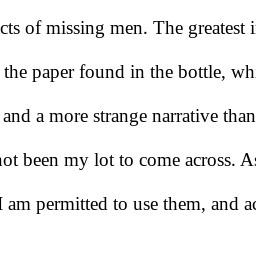 cts of missing men. The greatest i
the paper found in the bottle, wh
and a more strange narrative than
not been my lot to come across. As
I am permitted to use them, and ac